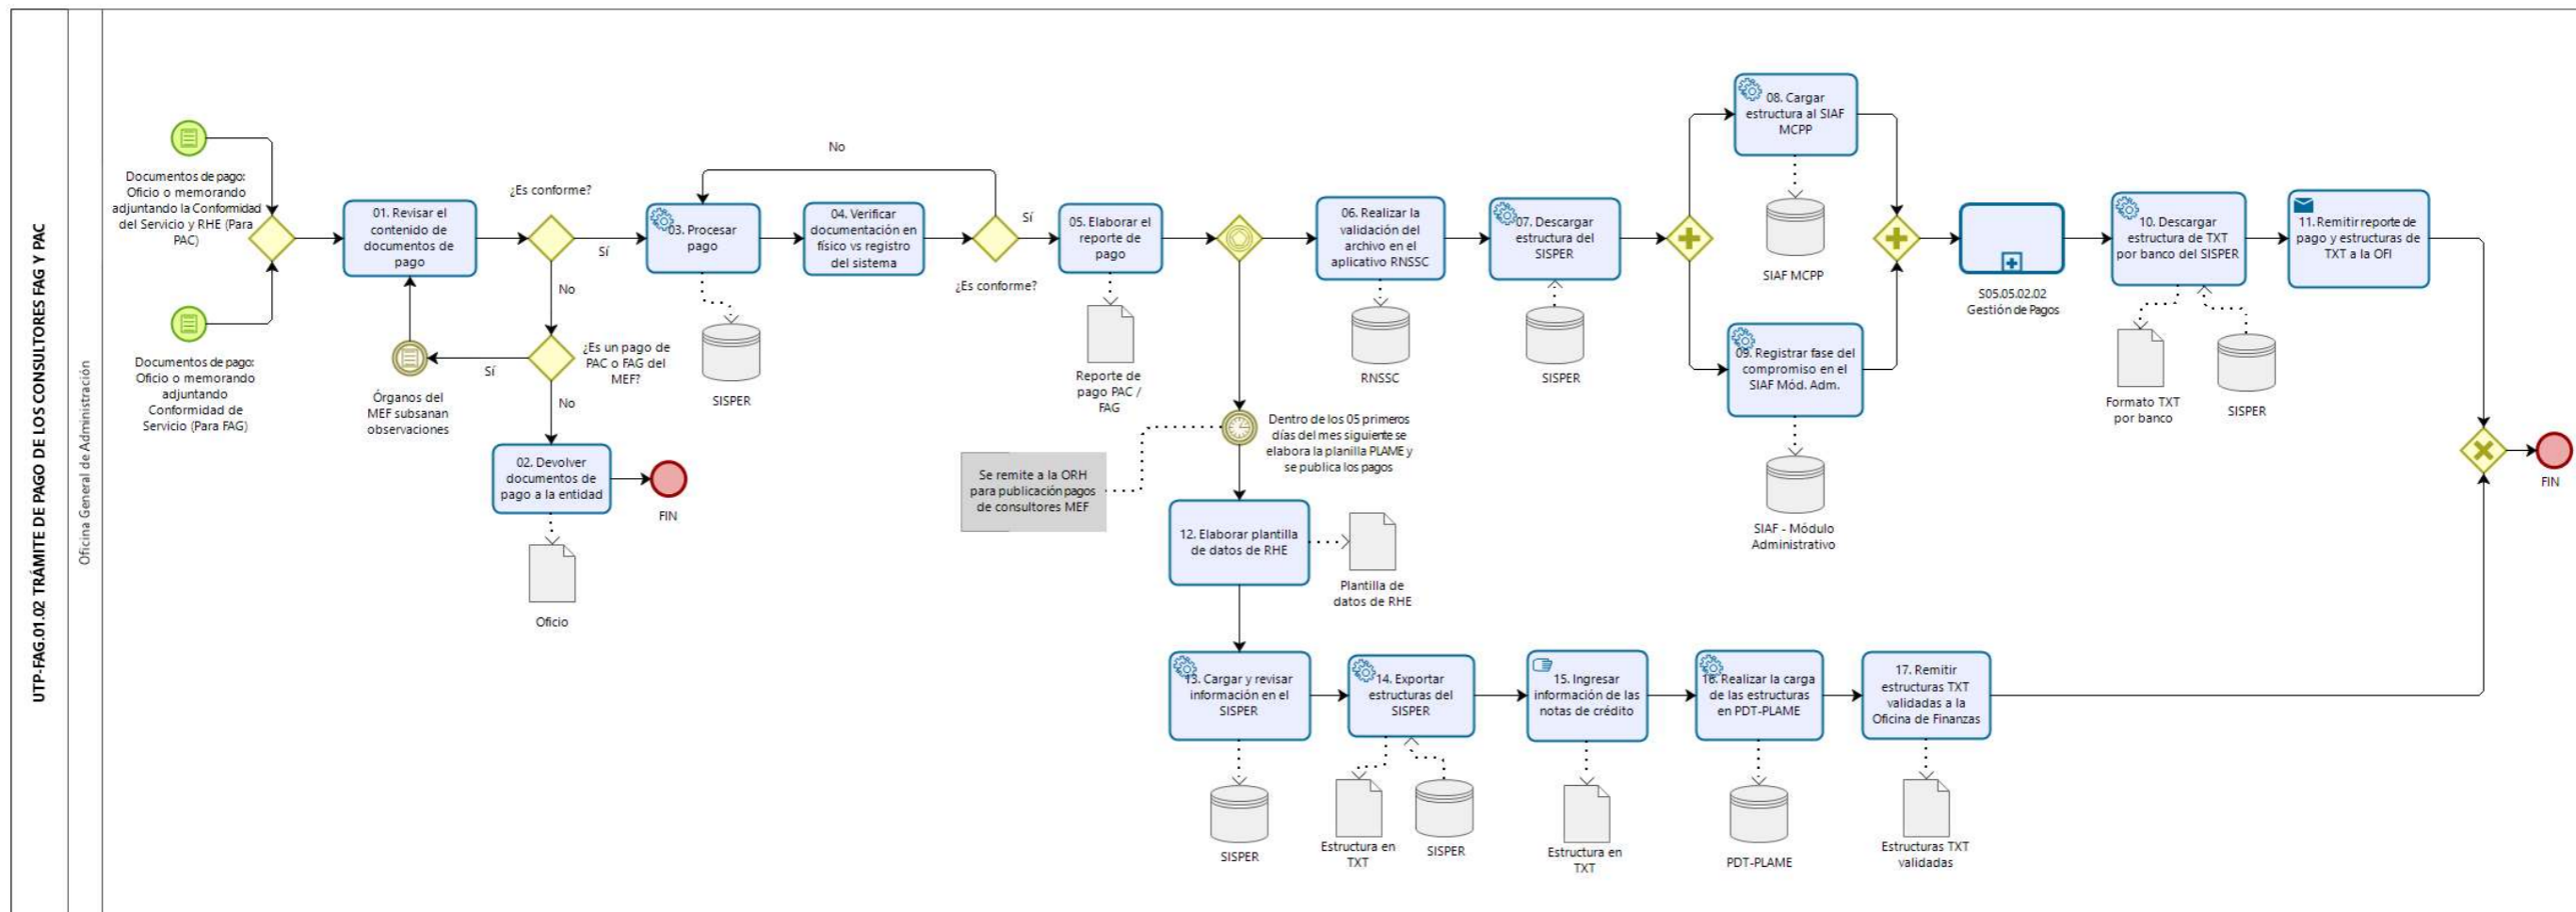 UTP-FAG.01.02 TRÁMITE DE PAGO DE LOS CONSULTORES FAG Y PAC
Oficina General de Administración
Documentos de pago:
Oficio o memorando
adjuntando la Conformidad
del Servicio y RHE (Para
PAC)
Documentos de pago:
Oficio o memorando
adjuntando
Conformidad de
Servicio (Para FAG)
01. Revisar el
contenido de
documentos de
pago
¿Es conforme?
Sí
No
¿Es un pago de
PAC o FAG del
MEF?
Sí
Órganos del
MEF subsanan
observaciones
No
02. Devolver
documentos de
pago a la entidad
FIN
Oficio
03. Procesar
pago
SISPER
04. Verificar
documentación en
físico vs registro
del sistema
No
Sí
¿Es conforme?
05. Elaborar el
reporte de
pago
Reporte de
pago PAC /
FAG
06. Realizar la
validación del
archivo en el
aplicativo RNSSC
RNSSC
07. Descargar
estructura del
SISPER
SISPER
08. Cargar
estructura al SIAF
MCPP
SIAF MCPP
09. Registrar fase del
compromiso en el
SIAF Mód. Adm.
SIAF - Módulo
Administrativo
S05.05.02.02
Gestión de Pagos
10. Descargar
estructura de TXT
por banco del SISPER
Formato TXT
por banco
SISPER
11. Remitir reporte de
pago y estructuras de
TXT a la OFI
FIN
Dentro de los 05 primeros
días del mes siguiente se
elabora la planilla PLAME y
se publica los pagos
Se remite a la ORH
para publicación pagos
de consultores MEF
12. Elaborar plantilla
de datos de RHE
Plantilla de
datos de RHE
13. Cargar y revisar
información en el
SISPER
SISPER
14. Exportar
estructuras del
SISPER
Estructura en
TXT
SISPER
15. Ingresar
información de las
notas de crédito
Estructura en
TXT
16. Realizar la carga
de las estructuras
en PDT-PLAME
PDT-PLAME
17. Remitir
estructuras TXT
validadas a la
Oficina de Finanzas
Estructuras TXT
validadas